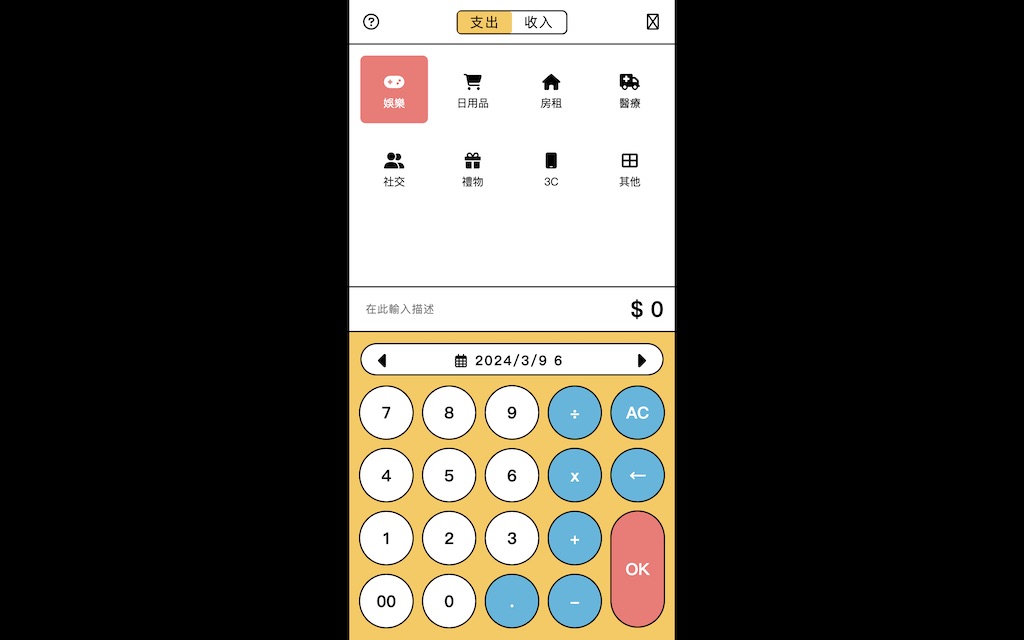 支出 收入
娛樂 日用品 房租 醫療
社交 禮物 3C 其他
在此輸入描述 $ 0
2024/3/9 6
7 8 9 ÷ AC
4 5 6 x ←
1 2 3 +
OK
00 0 . −